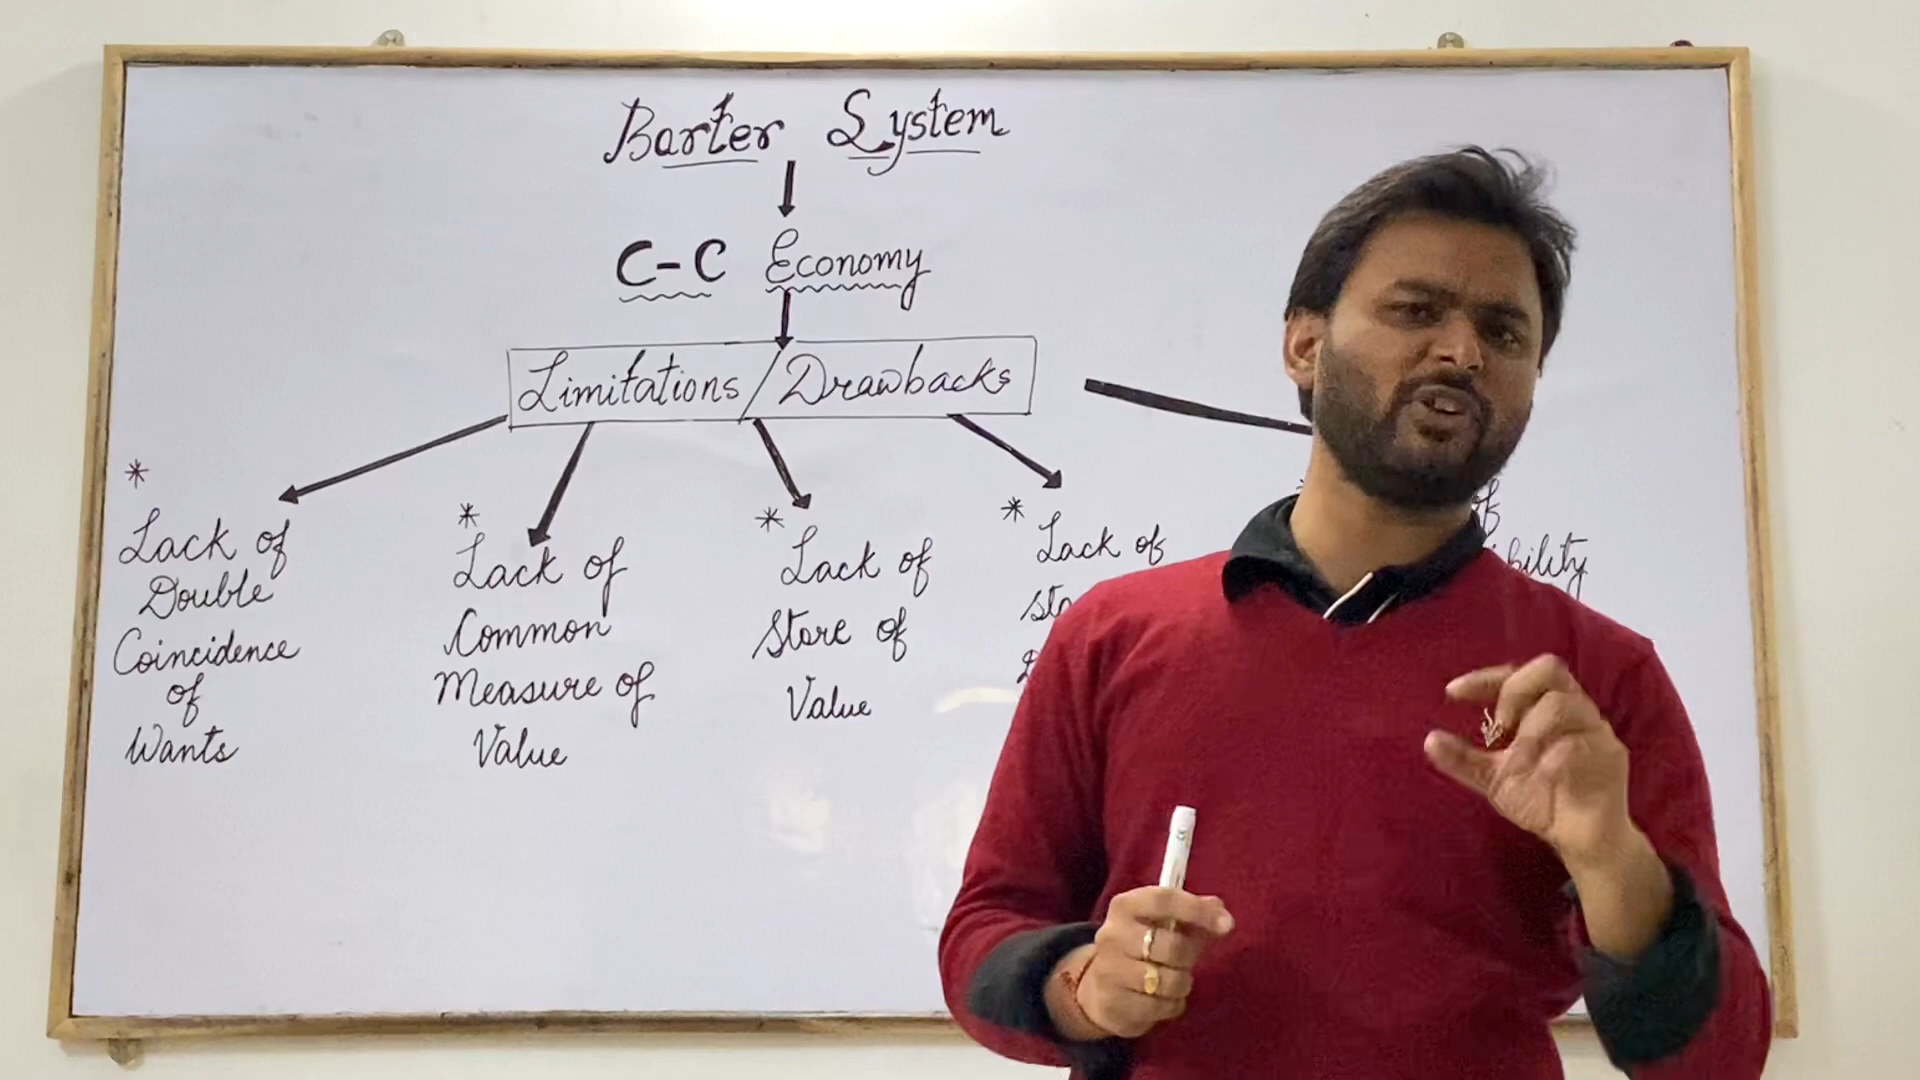 Barter System
C-C Economy
Limitations / Drawbacks
*
Lack of
Double
Coincidence
of
Wants
*
Lack of
Common
Measure of
Value
*
Lack of
Store of
Value
*
Lack of
of